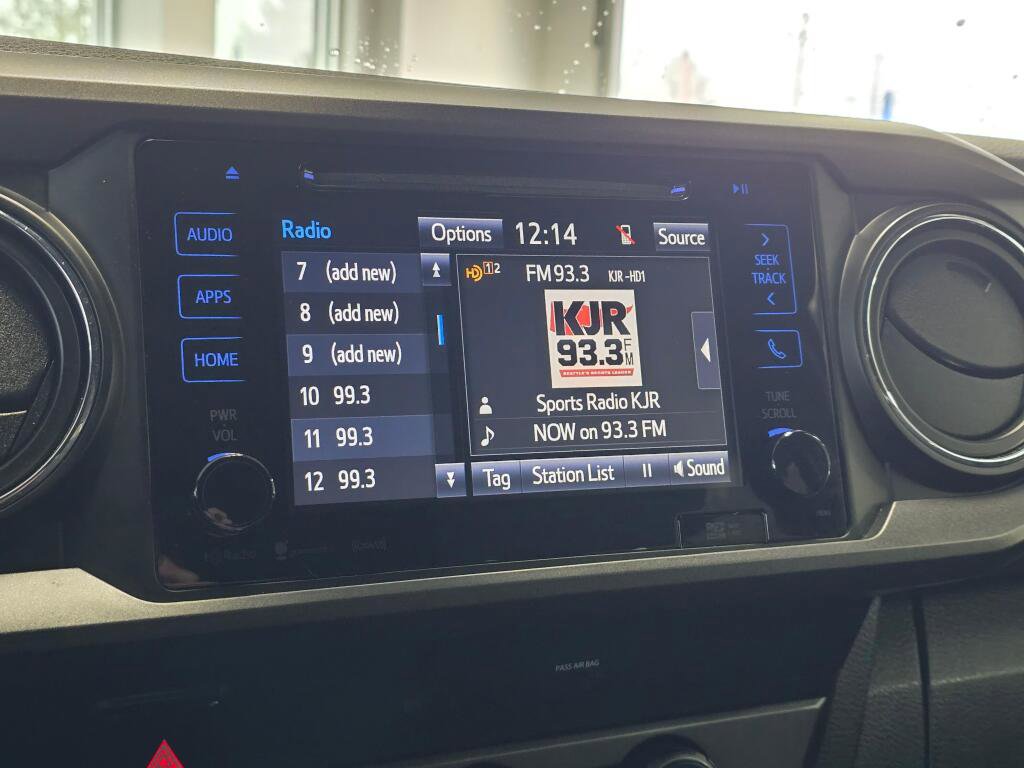 AUDIO
APPS
HOME
PWR
VOL
Radio
Options
12:14
Source
7 (add new)
8 (add new)
9 (add new)
10 99.3
11 99.3
12 99.3
HD 1 2
FM 93.3 KJR-HD1
KJR
93.3 FM
SEATTLE'S SPORTS LEADER
Sports Radio KJR
NOW on 93.3 FM
Tag
Station List
Sound
SEEK
TRACK
TUNE
SCROLL
HD Radio
PASS AIR BAG